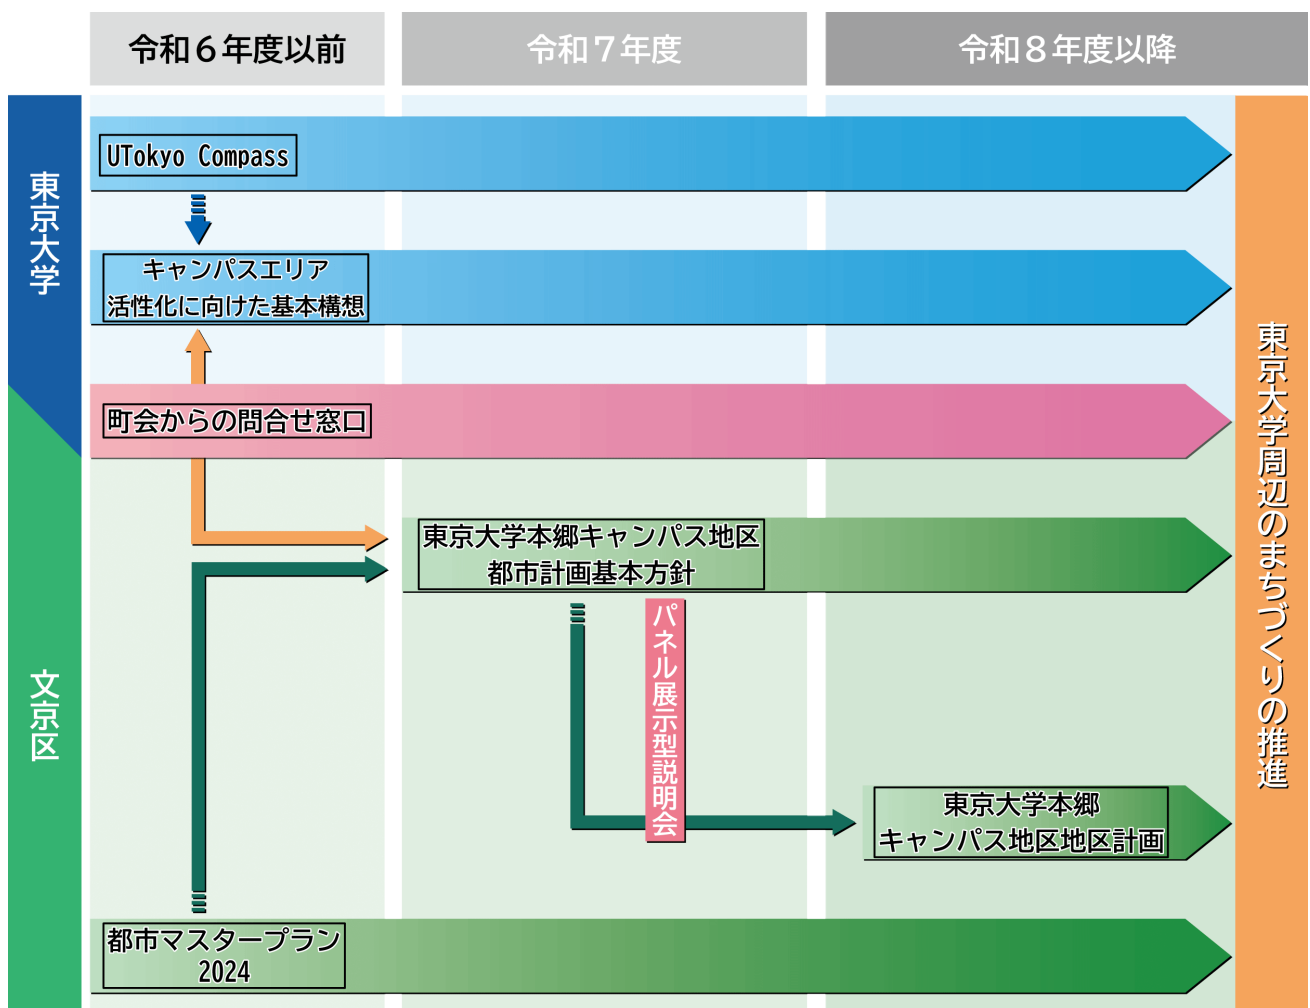 令和６年度以前
令和７年度
令和８年度以降
東京大学
UTokyo Compass
キャンパスエリア
活性化に向けた基本構想
町会からの問合せ窓口
文京区
東京大学本郷キャンパス地区
都市計画基本方針
パネル展示型説明会
東京大学本郷
キャンパス地区地区計画
都市マスタープラン
2024
東京大学周辺のまちづくりの推進